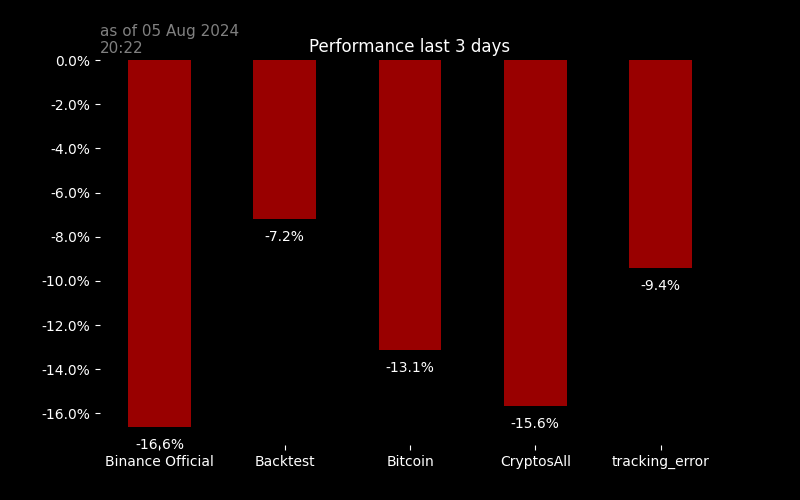 as of 05 Aug 2024
20:22
Performance last 3 days
0.0%
-2.0%
-4.0%
-6.0%
-8.0%
-10.0%
-12.0%
-14.0%
-16.0%
-16.6%
-7.2%
-13.1%
-15.6%
-9.4%
Binance Official
Backtest
Bitcoin
CryptosAll
tracking_error